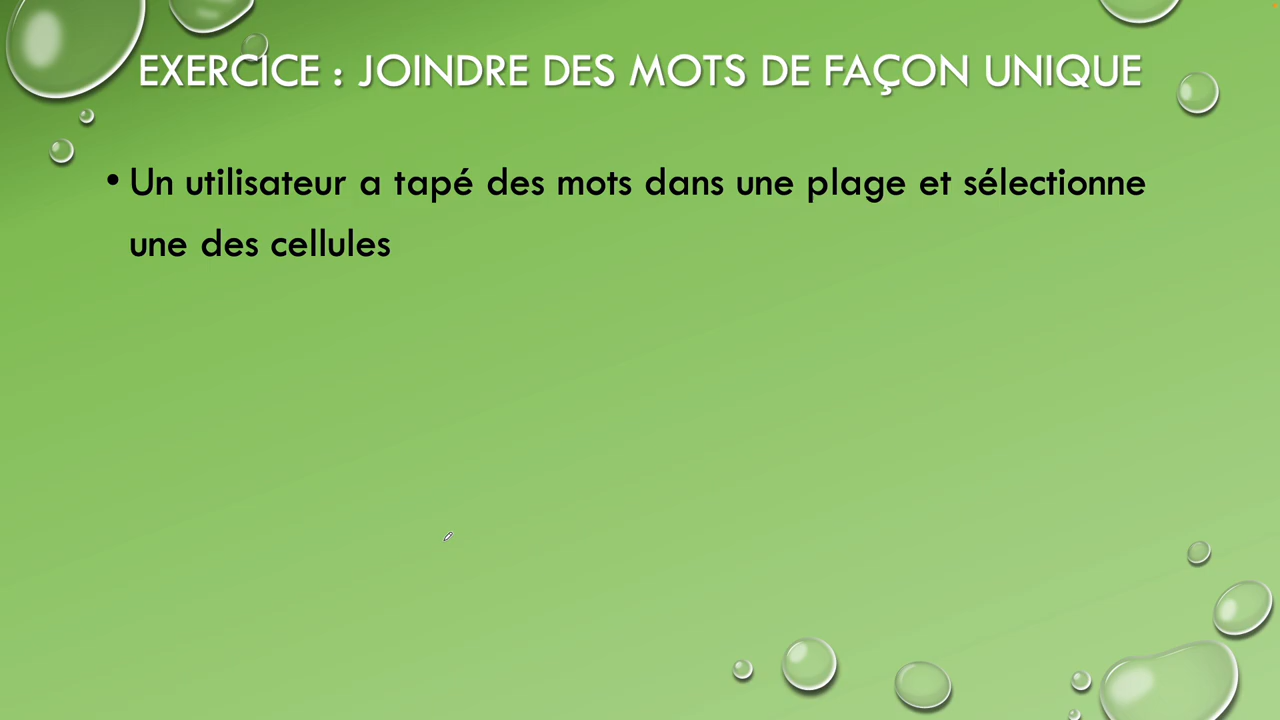 EXERCICE : JOINDRE DES MOTS DE FAÇON UNIQUE
• Un utilisateur a tapé des mots dans une plage et sélectionne
une des cellules